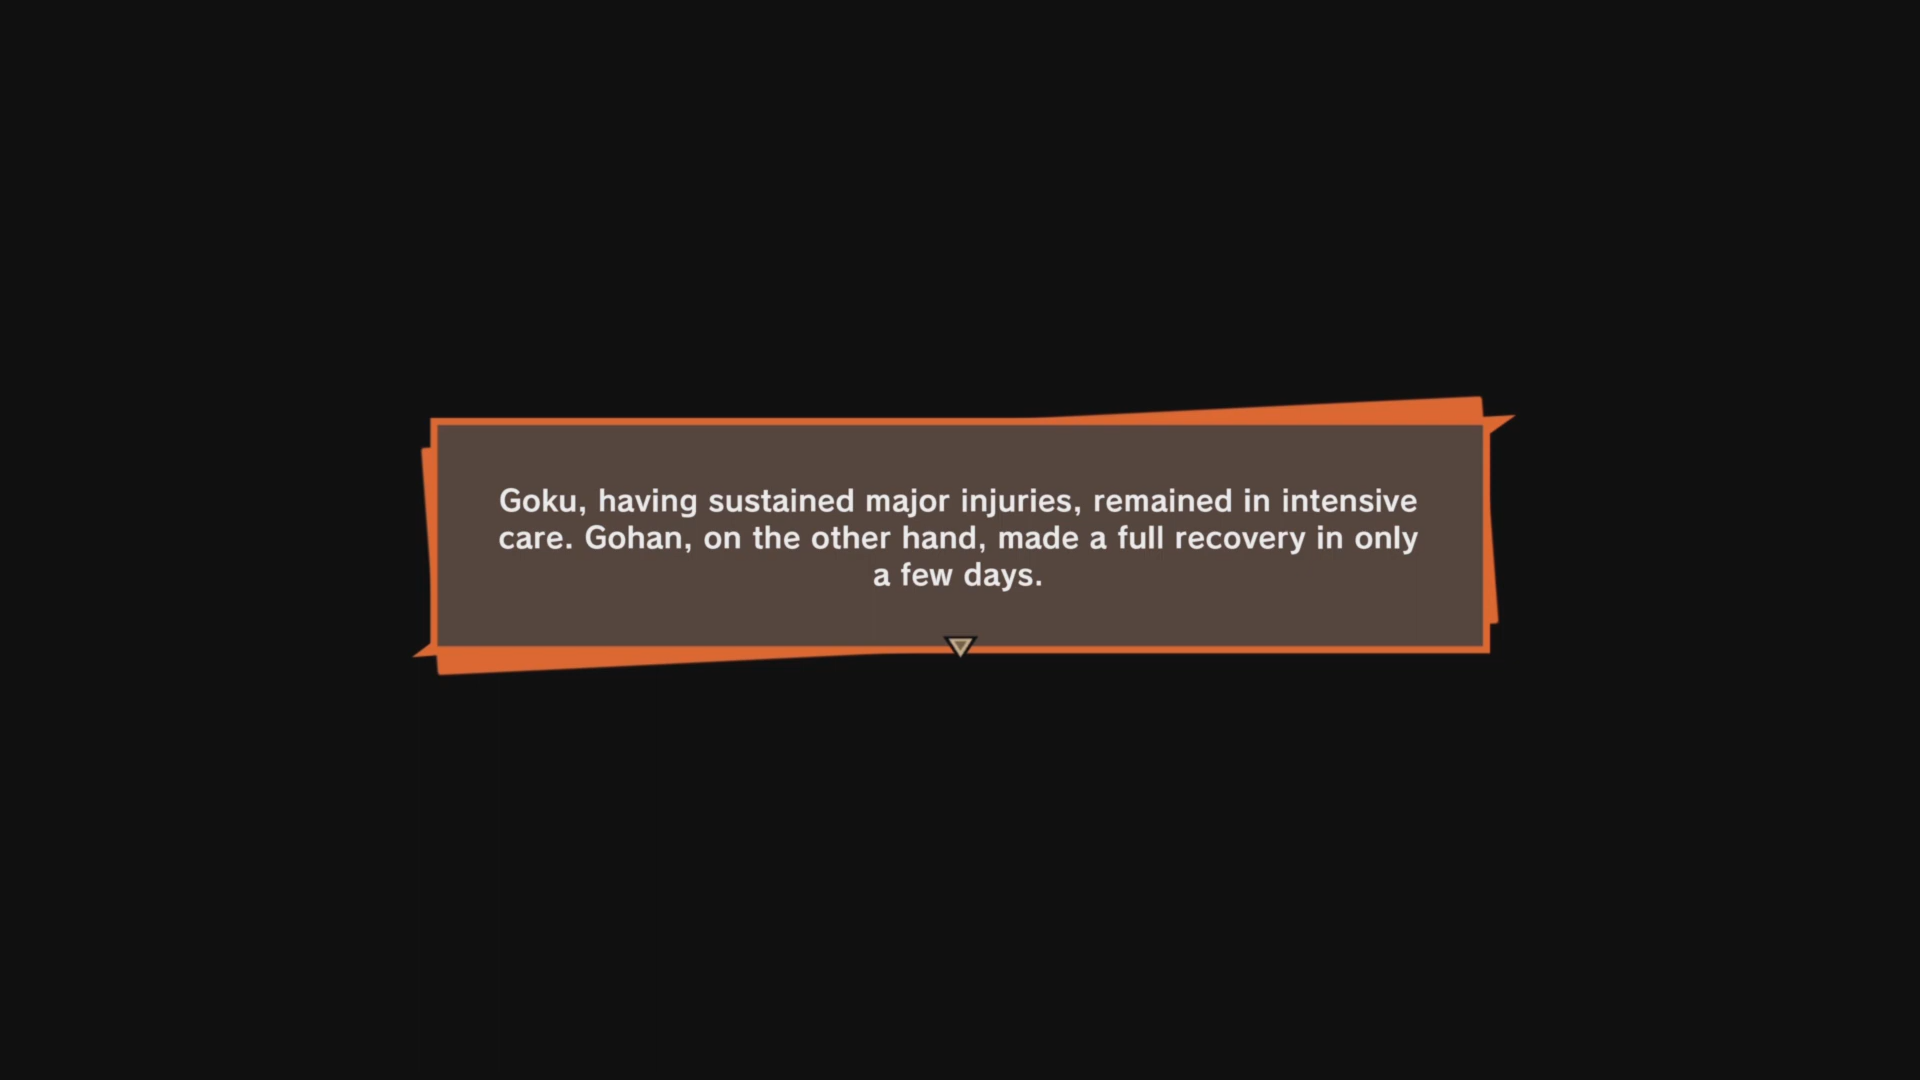 Goku, having sustained major injuries, remained in intensive
care. Gohan, on the other hand, made a full recovery in only
a few days.